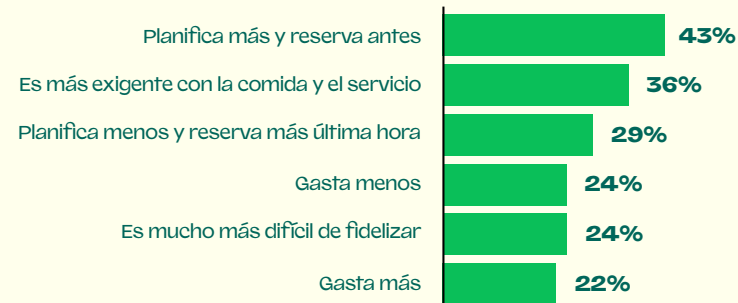 Planifica más y reserva antes 43%
Es más exigente con la comida y el servicio 36%
Planifica menos y reserva más última hora 29%
Gasta menos 24%
Es mucho más difícil de fidelizar 24%
Gasta más 22%